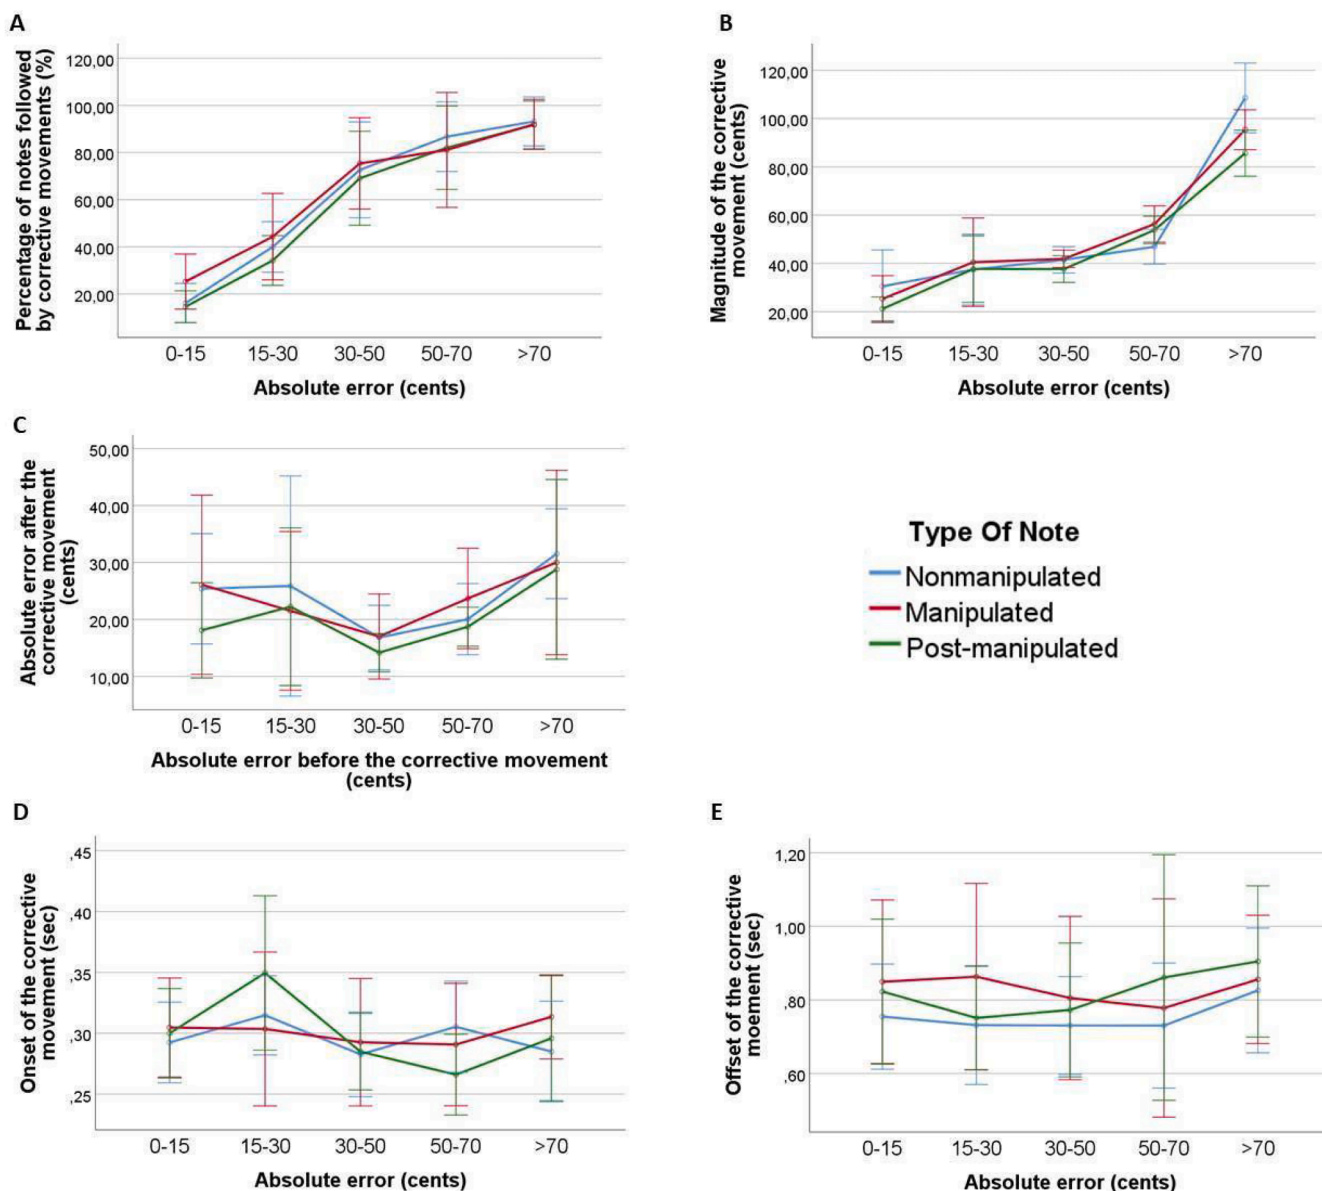 A
Percentage of notes followed
by corrective movements (%)
120,00
100,00
80,00
60,00
40,00
20,00
0-15 15-30 30-50 50-70 >70
Absolute error (cents)
B
Magnitude of the corrective
movement (cents)
120,00
100,00
80,00
60,00
40,00
20,00
0-15 15-30 30-50 50-70 >70
Absolute error (cents)
C
Absolute error after the
corrective movement
(cents)
50,00
40,00
30,00
20,00
10,00
0-15 15-30 30-50 50-70 >70
Absolute error before the corrective movement
(cents)
Type Of Note
Nonmanipulated
Manipulated
Post-manipulated
D
Onset of the corrective
movement (sec)
,45
,40
,35
,30
,25
0-15 15-30 30-50 50-70 >70
Absolute error (cents)
E
Offset of the corrective
moement (sec)
1,20
1,00
,80
,60
0-15 15-30 30-50 50-70 >70
Absolute error (cents)